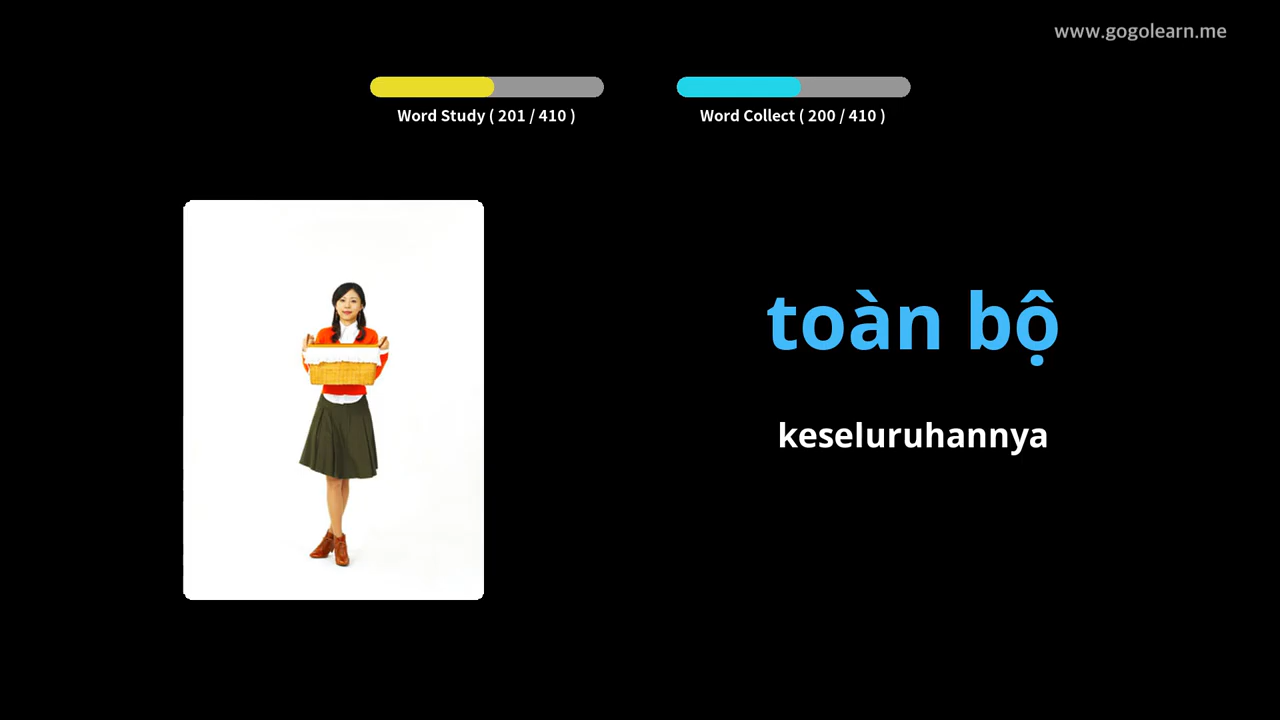 www.gogolearn.me
Word Study ( 201 / 410 )
Word Collect ( 200 / 410 )
toàn bộ
keseluruhannya